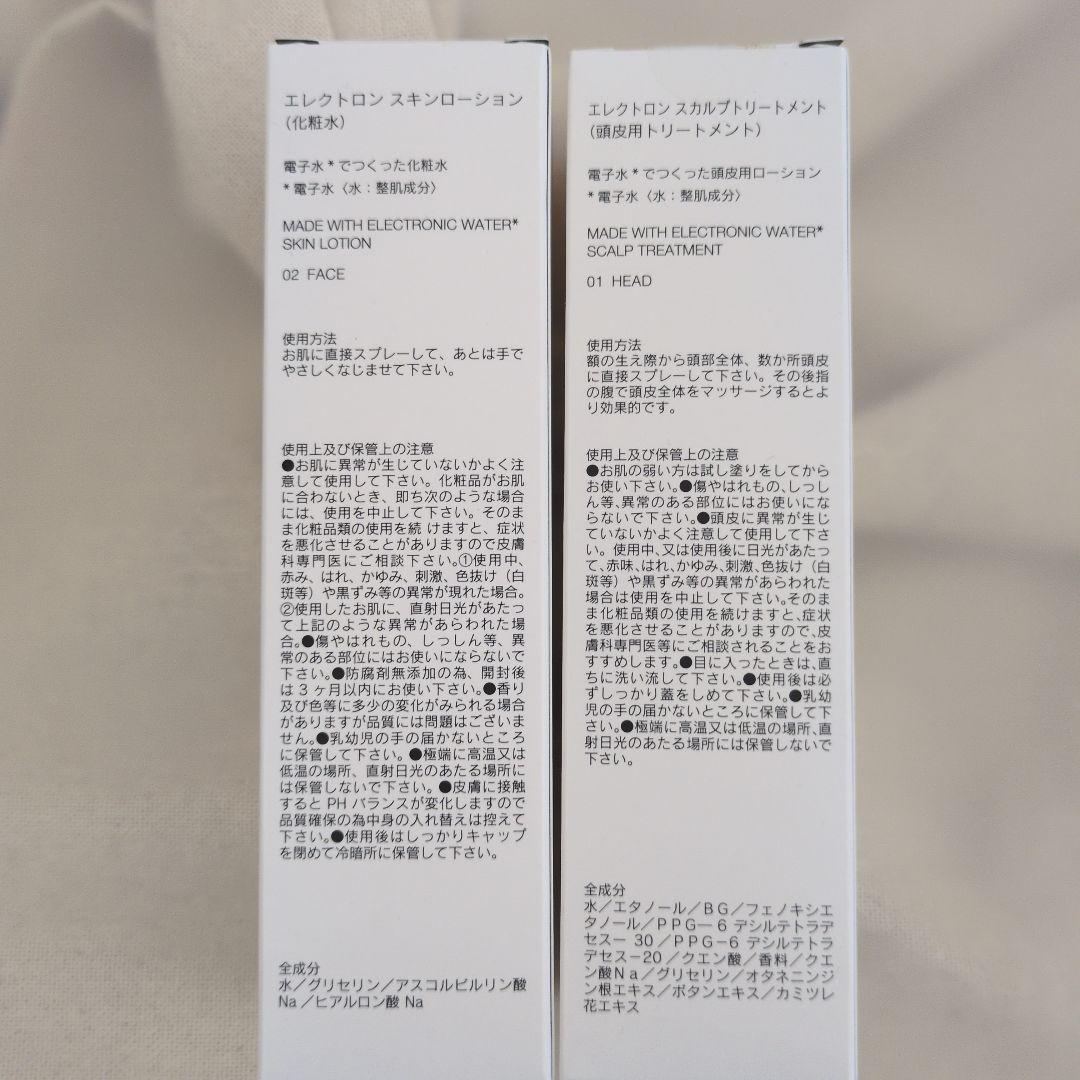 エレクトロン スキンローション
（化粧水）
電子水*でつくった化粧水
*電子水〈水：整肌成分〉
MADE WITH ELECTRONIC WATER*
SKIN LOTION
02 FACE
使用方法
お肌に直接スプレーして、あとは手で
やさしくなじませて下さい。
使用上及び保管上の注意
●お肌に異常が生じていないかよく注
意して使用して下さい。化粧品がお肌
に合わないとき、即ち次のような場合
には、使用を中止して下さい。そのまま
ま化粧品類の使用を続 けますと、症状
を悪化させることがありますので皮膚
科専門医にご相談下さい。①使用中、
赤み、はれ、かゆみ、刺激、色抜け（白
斑等）や黒ずみ等の異常が現れた場合。
②使用したお肌に、直射日光があたっ
て上記のような異常があらわれた場
合。●傷やはれもの、しっしん等、異
常のある部位にはお使いにならないで
下さい。●防腐剤無添加の為、開封後
は３ヶ月以内にお使い下さい。●香り
及び色等に多少の変化がみられる場合
がありますが品質には問題はございま
せん。●乳幼児の手の届かないところ
に保管して下さい。●極端に高温又は
低温の場所、直射日光のあたる場所に
は保管しないで下さい。●皮膚に接触
すると PH バランスが変化しますので
品質確保の為中身の入れ替えは控えて
下さい。●使用後はしっかりキャップ
を閉めて冷暗所に保管して下さい。
全成分
水／グリセリン／アスコルビルリン酸
Na／ヒアルロン酸 Na
エレクトロン スカルプトリートメント
（頭皮用トリートメント）
電子水*でつくった頭皮用ローション
*電子水〈水：整肌成分〉
MADE WITH ELECTRONIC WATER*
SCALP TREATMENT
01 HEAD
使用方法
額の生え際から頭部全体、数か所頭皮
に直接スプレーして下さい。その後指
の腹で頭皮全体をマッサージするとよ
り効果的です。
使用上及び保管上の注意
●お肌の弱い方は試し塗りをしてから
お使い下さい。●傷やはれもの、しっし
ん等、異常のある部位にはお使いにな
らないで下さい。●頭皮に異常が生じ
ていないかよく注意して使用して下さ
い。使用中、又は使用後に日光があたっ
て、赤味、はれ、かゆみ、刺激、色抜け（白
斑等）や黒ずみ等の異常があらわれた
場合は使用を中止して下さい。そのま
ま化粧品類の使用を続けますと、症状
を悪化させることがありますので、皮
膚科専門医等にご相談されることをお
すすめします。●目に入ったときは、直
ちに洗い流して下さい。●使用後は必
ずしっかり蓋をしめて下さい。●乳幼
児の手の届かないところに保管して下
さい。●極端に高温又は低温の場所、直
射日光のあたる場所には保管しないで
下さい。
全成分
水／エタノール／ＢＧ／フェノキシエ
タノール／ＰＰＧ―６デシルテトラデ
セスー 30／ＰＰＧ−６デシルテトラ
デセス−20／クエン酸／香料／クエ
ン酸Ｎａ／グリセリン／オタネニンジ
ン根エキス／ボタンエキス／カミツレ
花エキス